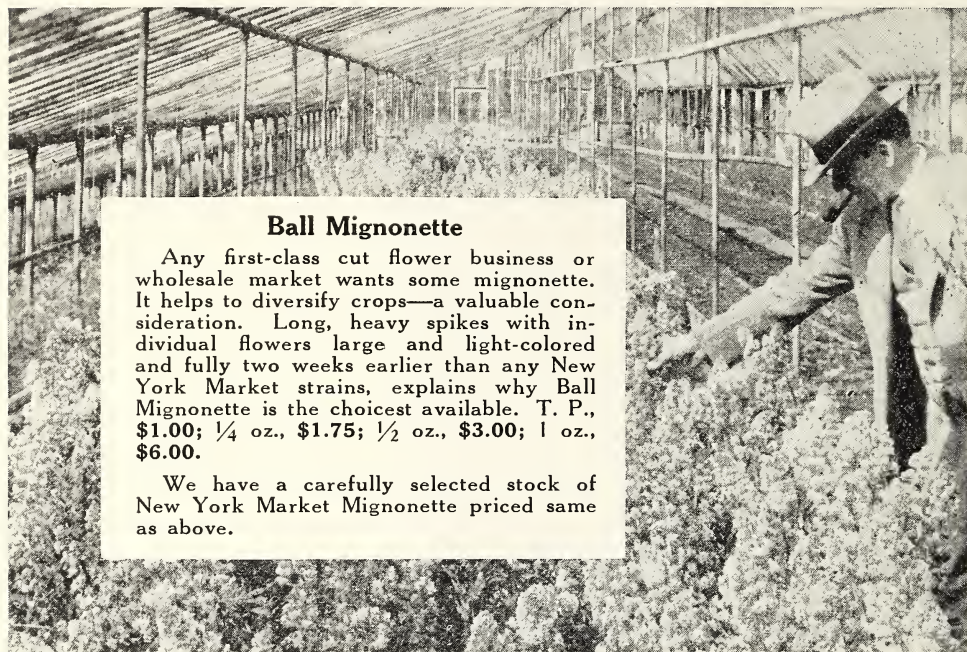 Ball Mignonette
Any first-class cut flower business or
wholesale market wants some mignonette.
It helps to diversify crops—a valuable con-
sideration. Long, heavy spikes with in-
dividual flowers large and light-colored
and fully two weeks earlier than any New
York Market strains, explains why Ball
Mignonette is the choicest available. T. P.,
$1.00; ¼ oz., $1.75; ½ oz., $3.00; 1 oz.,
$6.00.
We have a carefully selected stock of
New York Market Mignonette priced same
as above.